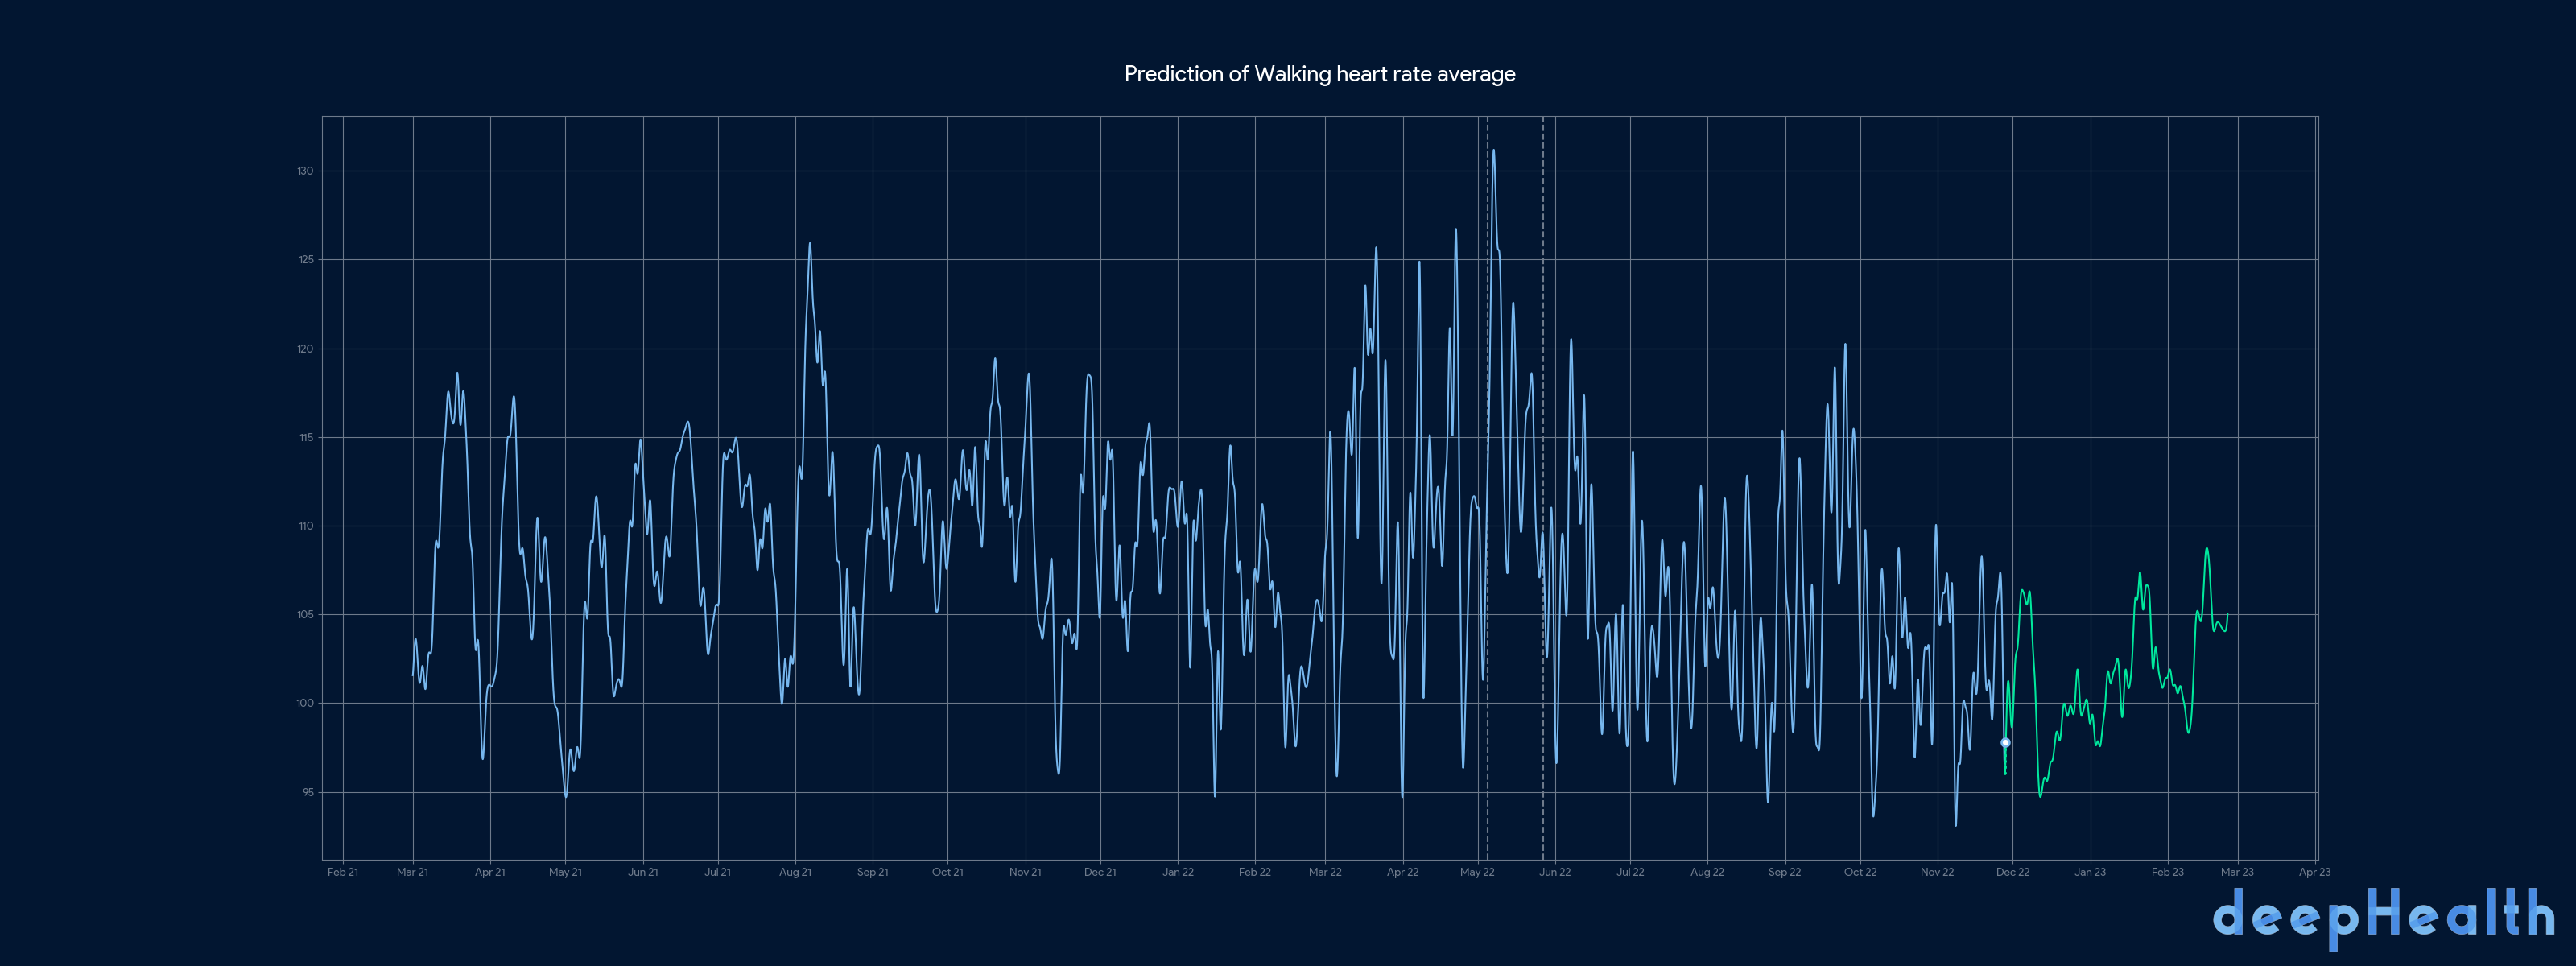 Prediction of Walking heart rate average
130
125
120
115
110
105
100
95
Feb 21 Mar 21 Apr 21 May 21 Jun 21 Jul 21 Aug 21 Sep 21 Oct 21 Nov 21 Dec 21 Jan 22 Feb 22 Mar 22 Apr 22 May 22 Jun 22 Jul 22 Aug 22 Sep 22 Oct 22 Nov 22 Dec 22 Jan 23 Feb 23 Mar 23 Apr 23
deepHealth